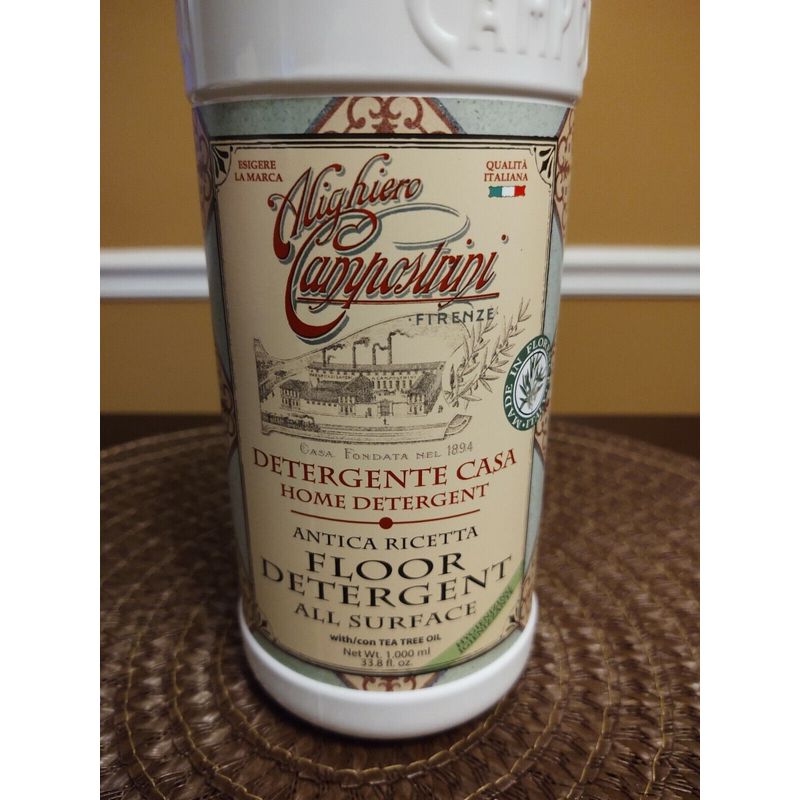 CAMPO
ESIGERE
LA MARCA
QUALITÀ
ITALIANA
Alighiero
Campostrini
FIRENZE
CASA FONDATA NEL 1894
MADE IN FLOR
DETERGENTE CASA
HOME DETERGENT
ANTICA RICETTA
FLOOR
DETERGENT
ALL SURFACE
with/con TEA TREE OIL
Net Wt. 1.000 ml
33.8 fl. oz.